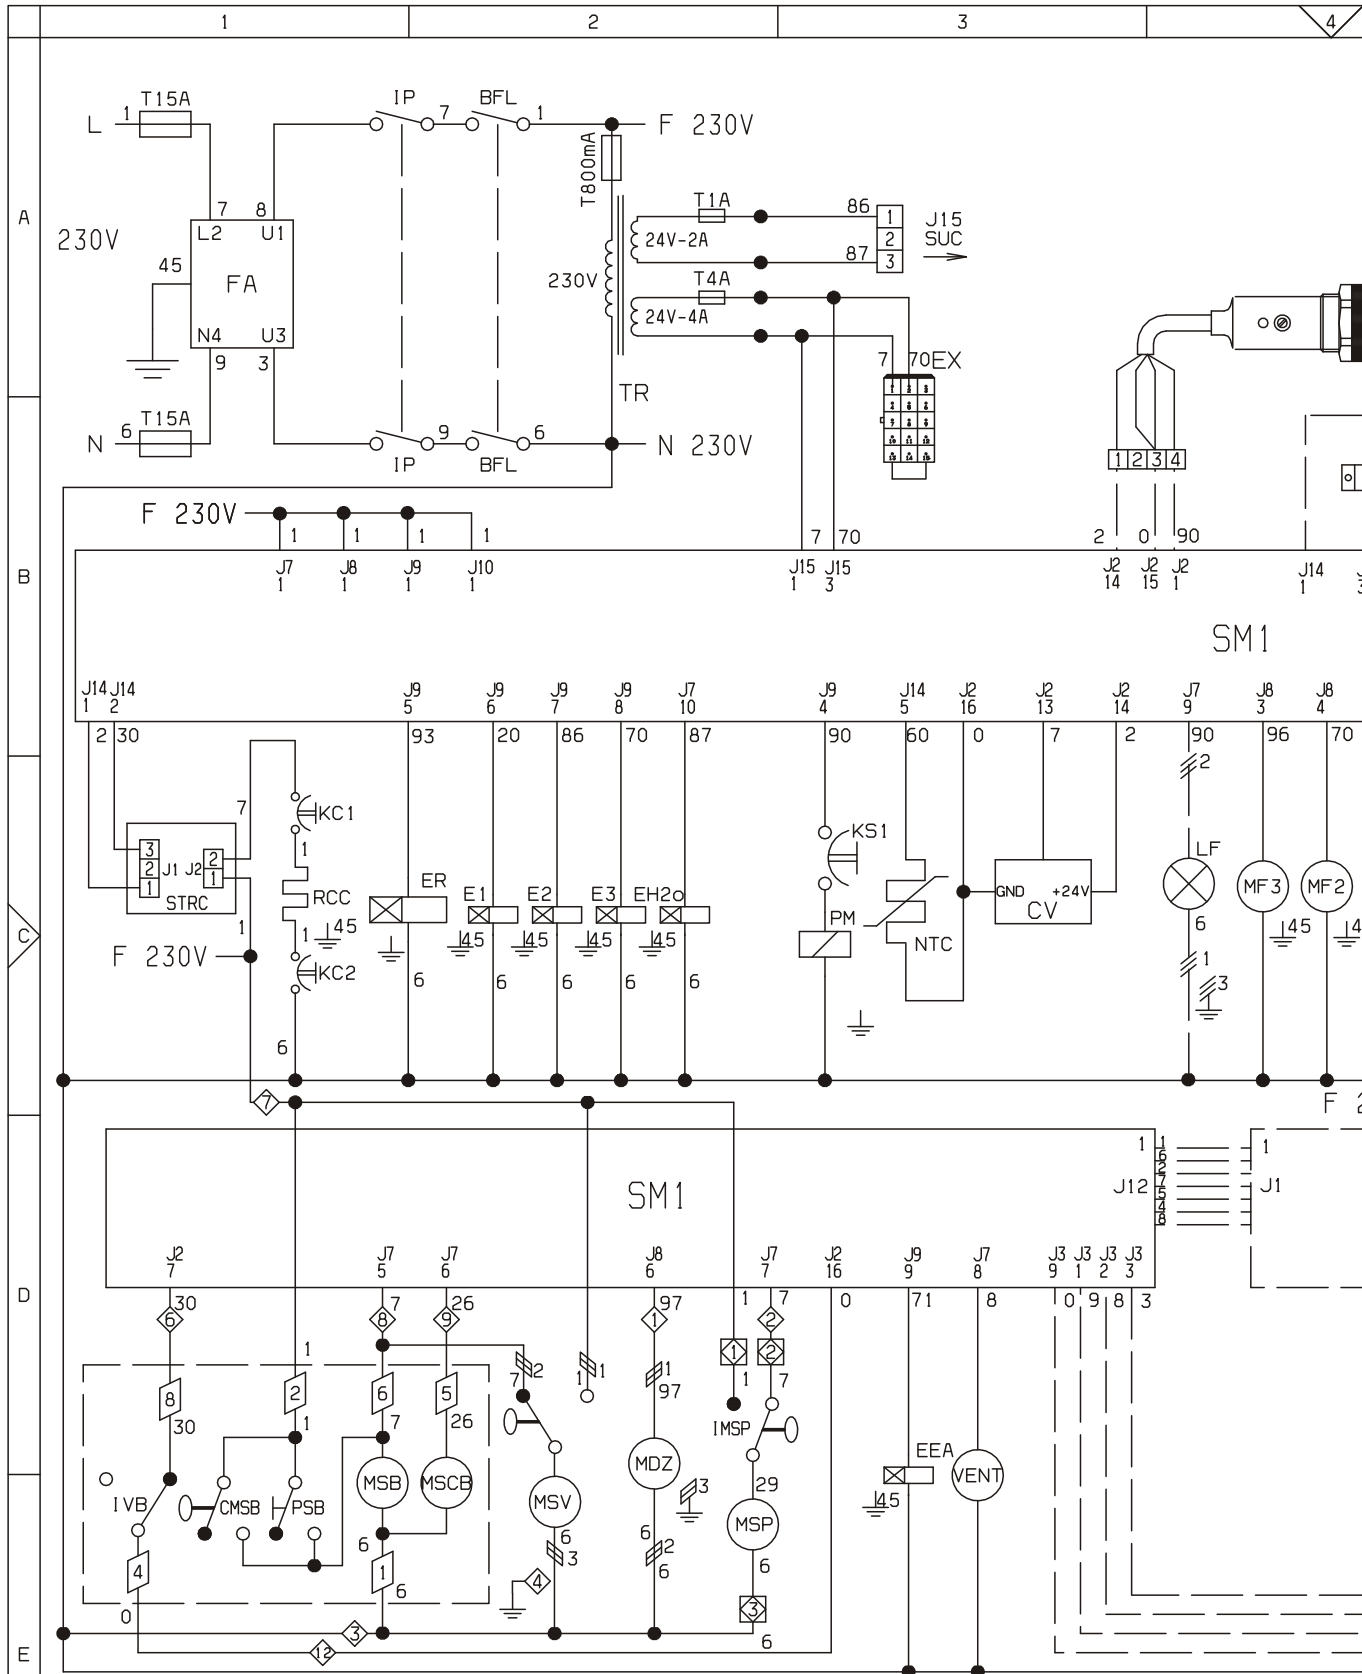 1 2 3 4
T15A IP BFL
L 1 7 1 F 230V
T800mA
A 7 8 T1A 86 1 J15
230V L2 U1 24V-2A 2 SUC
45 FA 87 3
230V T4A
N4 U3 24V-4A
9 3 7 70 EX
TR
T15A
N 6 9 6 N 230V
IP BFL 1 2 3 4
F 230V
1 1 1 1 7 70 2 0 90
B J7 J8 J9 J10 J15 J15 J2 J2 J2 J14
1 1 1 1 1 3 14 15 1 1
SM1
J14 J14 J9 J9 J9 J9 J7 J9 J14 J2 J2 J2 J7 J8 J8
1 2 5 6 7 8 10 4 5 16 13 14 9 3 4
2 30 93 20 86 70 87 90 60 0 7 2 90 96 70
2
7 KC1 KS1
3 1 LF
2 J1 J2 2 ER GND +24V
1 1 RCC E1 E2 E3 EH2o CV MF3 MF2
STRC PM
C 1 1 45 45 45 45 45 NTC 6 45 4
F 230V KC2 1
6 6 6 6 6 3
6
7 F 2
1 1 1
6
2
J12 7 J1
5
SM1 4
8
J2 J7 J7 J8 J7 J2 J9 J7 J3 J3 J3 J3
D 7 5 6 6 7 16 9 8 9 1 2 3
30 7 26 97 1 7 0 71 8 0 9 8 3
6 8 9 1 2
1 2 1 1 1 1 2
8 2 6 5 7 97 1 7
30 1 7 26 IMSP
EEA
IVB CMSB PSB MSB MSCB MSV MDZ 3 29 VENT
45
MSP
6 6 2 6
4 1 3 6
6 4
0 3
3 6
E 12